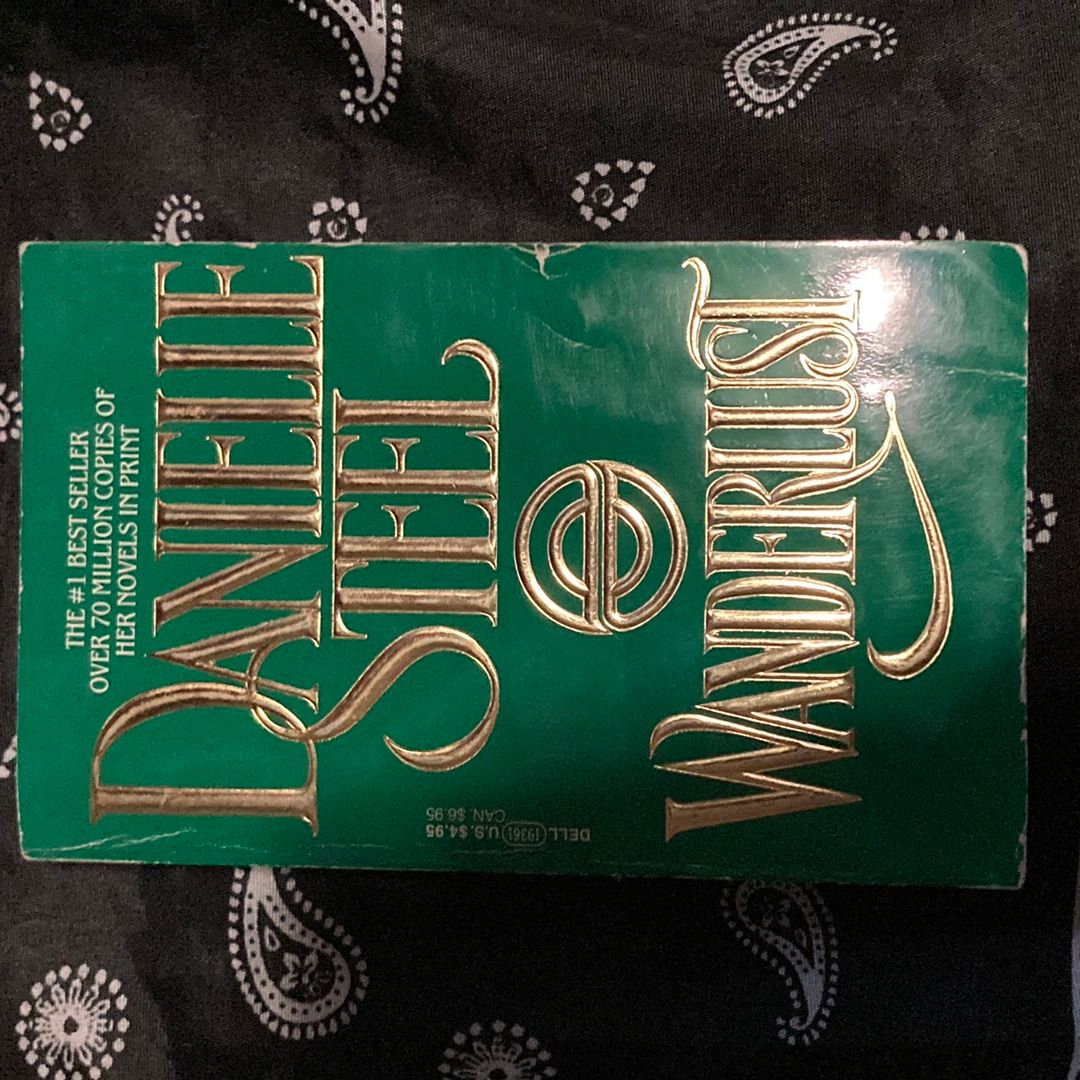 THE #1 BEST SELLER
OVER 70 MILLION COPIES OF
HER NOVELS IN PRINT
DANIELLE
STEEL
DELL 19361 U.S. $4.95
CAN. $6.95
WANDERLUST